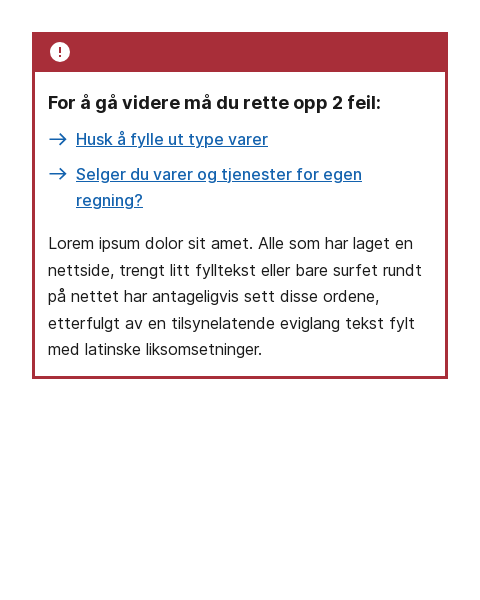 For å gå videre må du rette opp 2 feil:
Husk å fylle ut type varer
Selger du varer og tjenester for egen
regning?
Lorem ipsum dolor sit amet. Alle som har laget en
nettside, trengt litt fylltekst eller bare surfet rundt
på nettet har antageligvis sett disse ordene,
etterfulgt av en tilsynelatende eviglang tekst fylt
med latinske liksomsetninger.